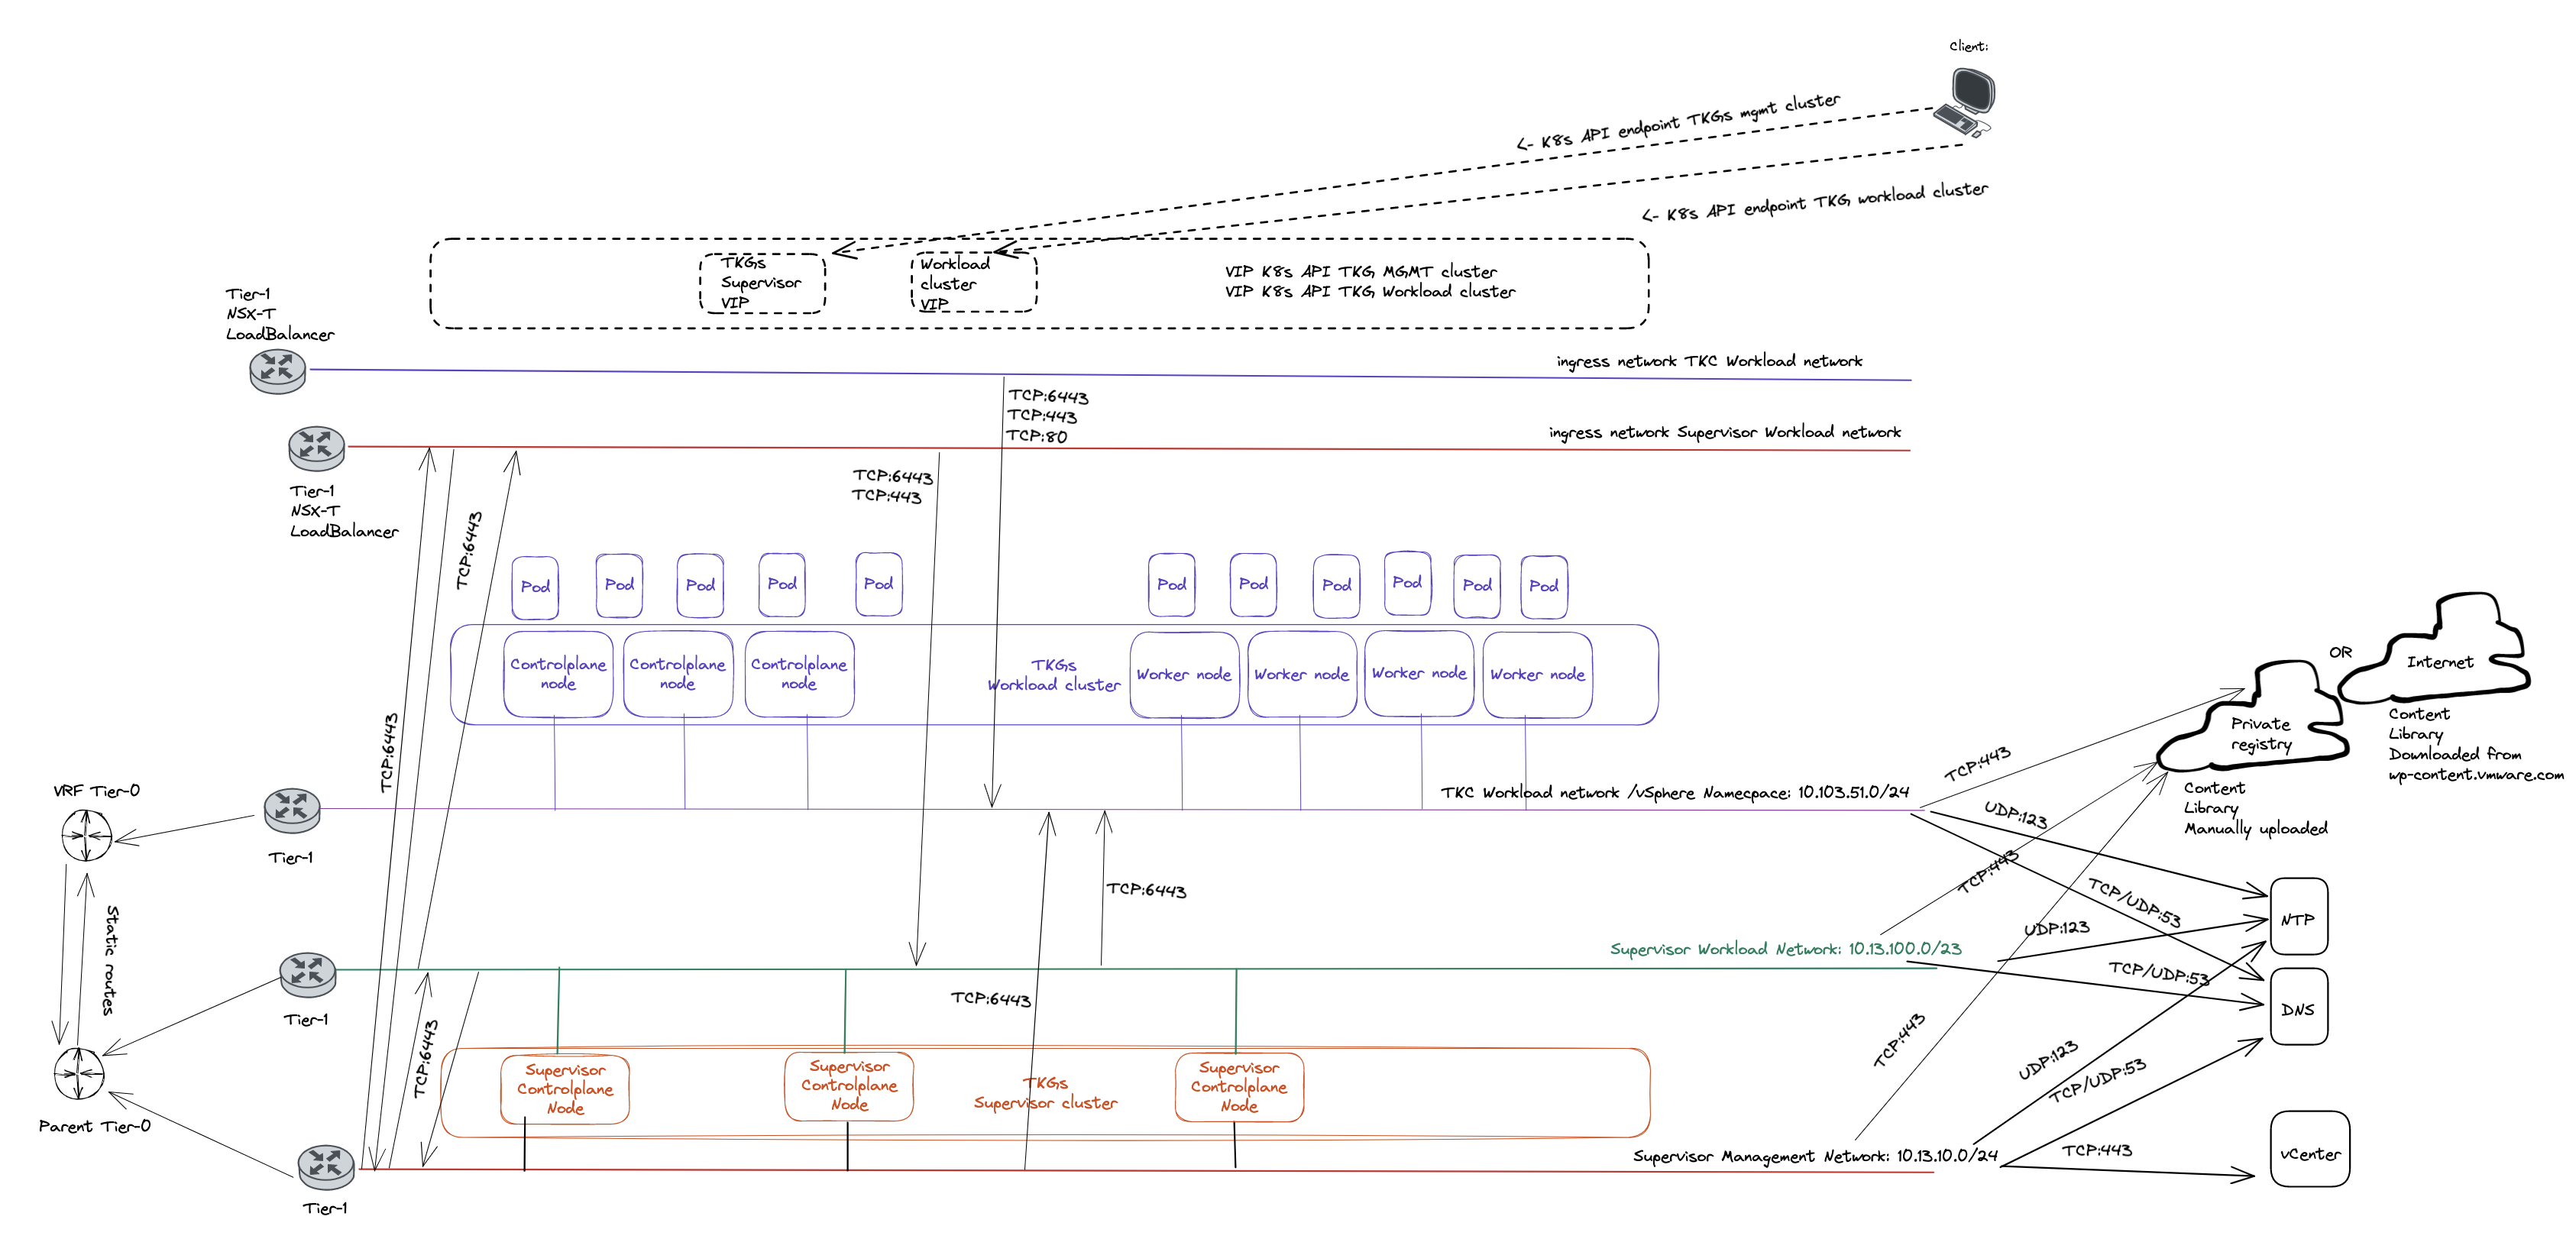 Client:
<- K8s API endpoint TKGs mgmt cluster
<- K8s API endpoint TKG workload cluster
TKGs
Supervisor
VIP
Workload
cluster
VIP
VIP K8s API TKG MGMT cluster
VIP K8s API TKG Workload cluster
Tier-1
NSX-T
LoadBalancer
ingress network TKC Workload network
TCP:6443
TCP:443
TCP:80
ingress network Supervisor Workload network
Tier-1
NSX-T
LoadBalancer
TCP:6443
TCP:443
TCP:6443
Pod
Pod
Pod
Pod
Pod
Pod
Pod
Pod
Pod
Pod
Pod
Controlplane
node
Controlplane
node
Controlplane
node
TKGs
Workload cluster
Worker node
Worker node
Worker node
Worker node
OR
Internet
Private
registry
Content
Library
Downloaded from
wp-content.vmware.com
Content
Library
Manually uploaded
TCP:6443
TCP:443
VRF Tier-0
Tier-1
TKC Workload network /vSphere Namecpace: 10.103.51.0/24
UDP:123
TCP:443
TCP/UDP:53
TCP:6443
Static routes
NTP
UDP:123
Supervisor Workload Network: 10.13.100.0/23
TCP/UDP:53
Tier-1
TCP:6443
DNS
TCP:443
TCP:6443
UDP:123
TCP/UDP:53
Supervisor
Controlplane
Node
Supervisor
Controlplane
Node
TKGs
Supervisor cluster
Supervisor
Controlplane
Node
Parent Tier-0
Supervisor Management Network: 10.13.10.0/24
TCP:443
vCenter
Tier-1